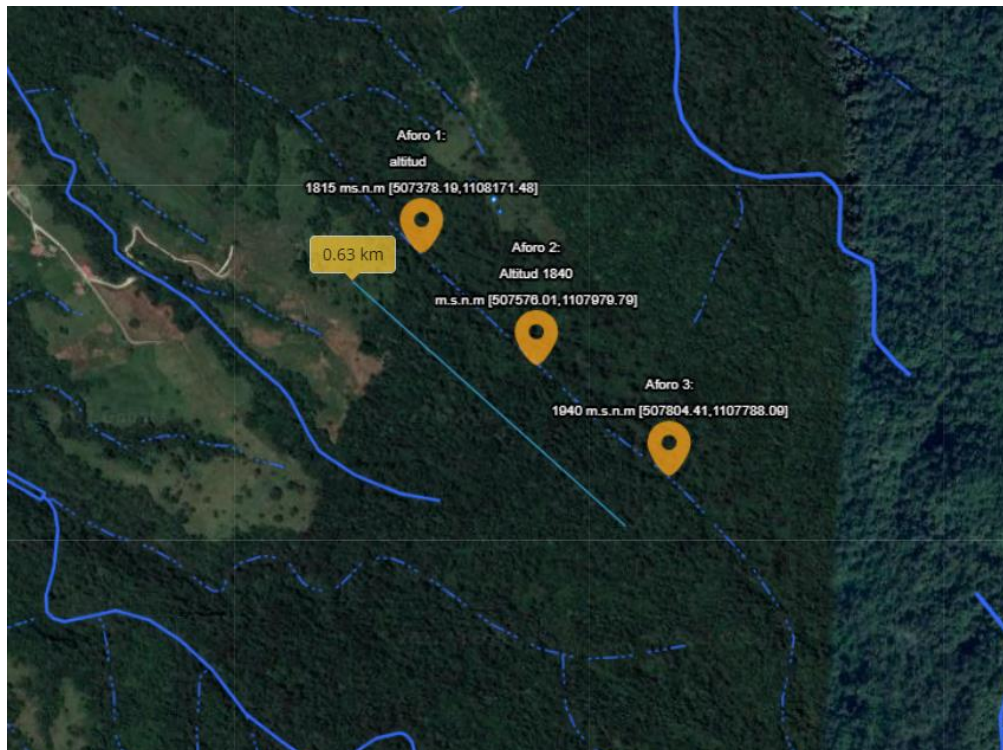 Aforo 1:
altitud
1815 ms.n.m [507378.19,1108171.48]
0.63 km
Aforo 2:
Altitud 1840
m.s.n.m [507576.01,1107979.79]
Aforo 3:
1940 m.s.n.m [507804.41,1107788.09]